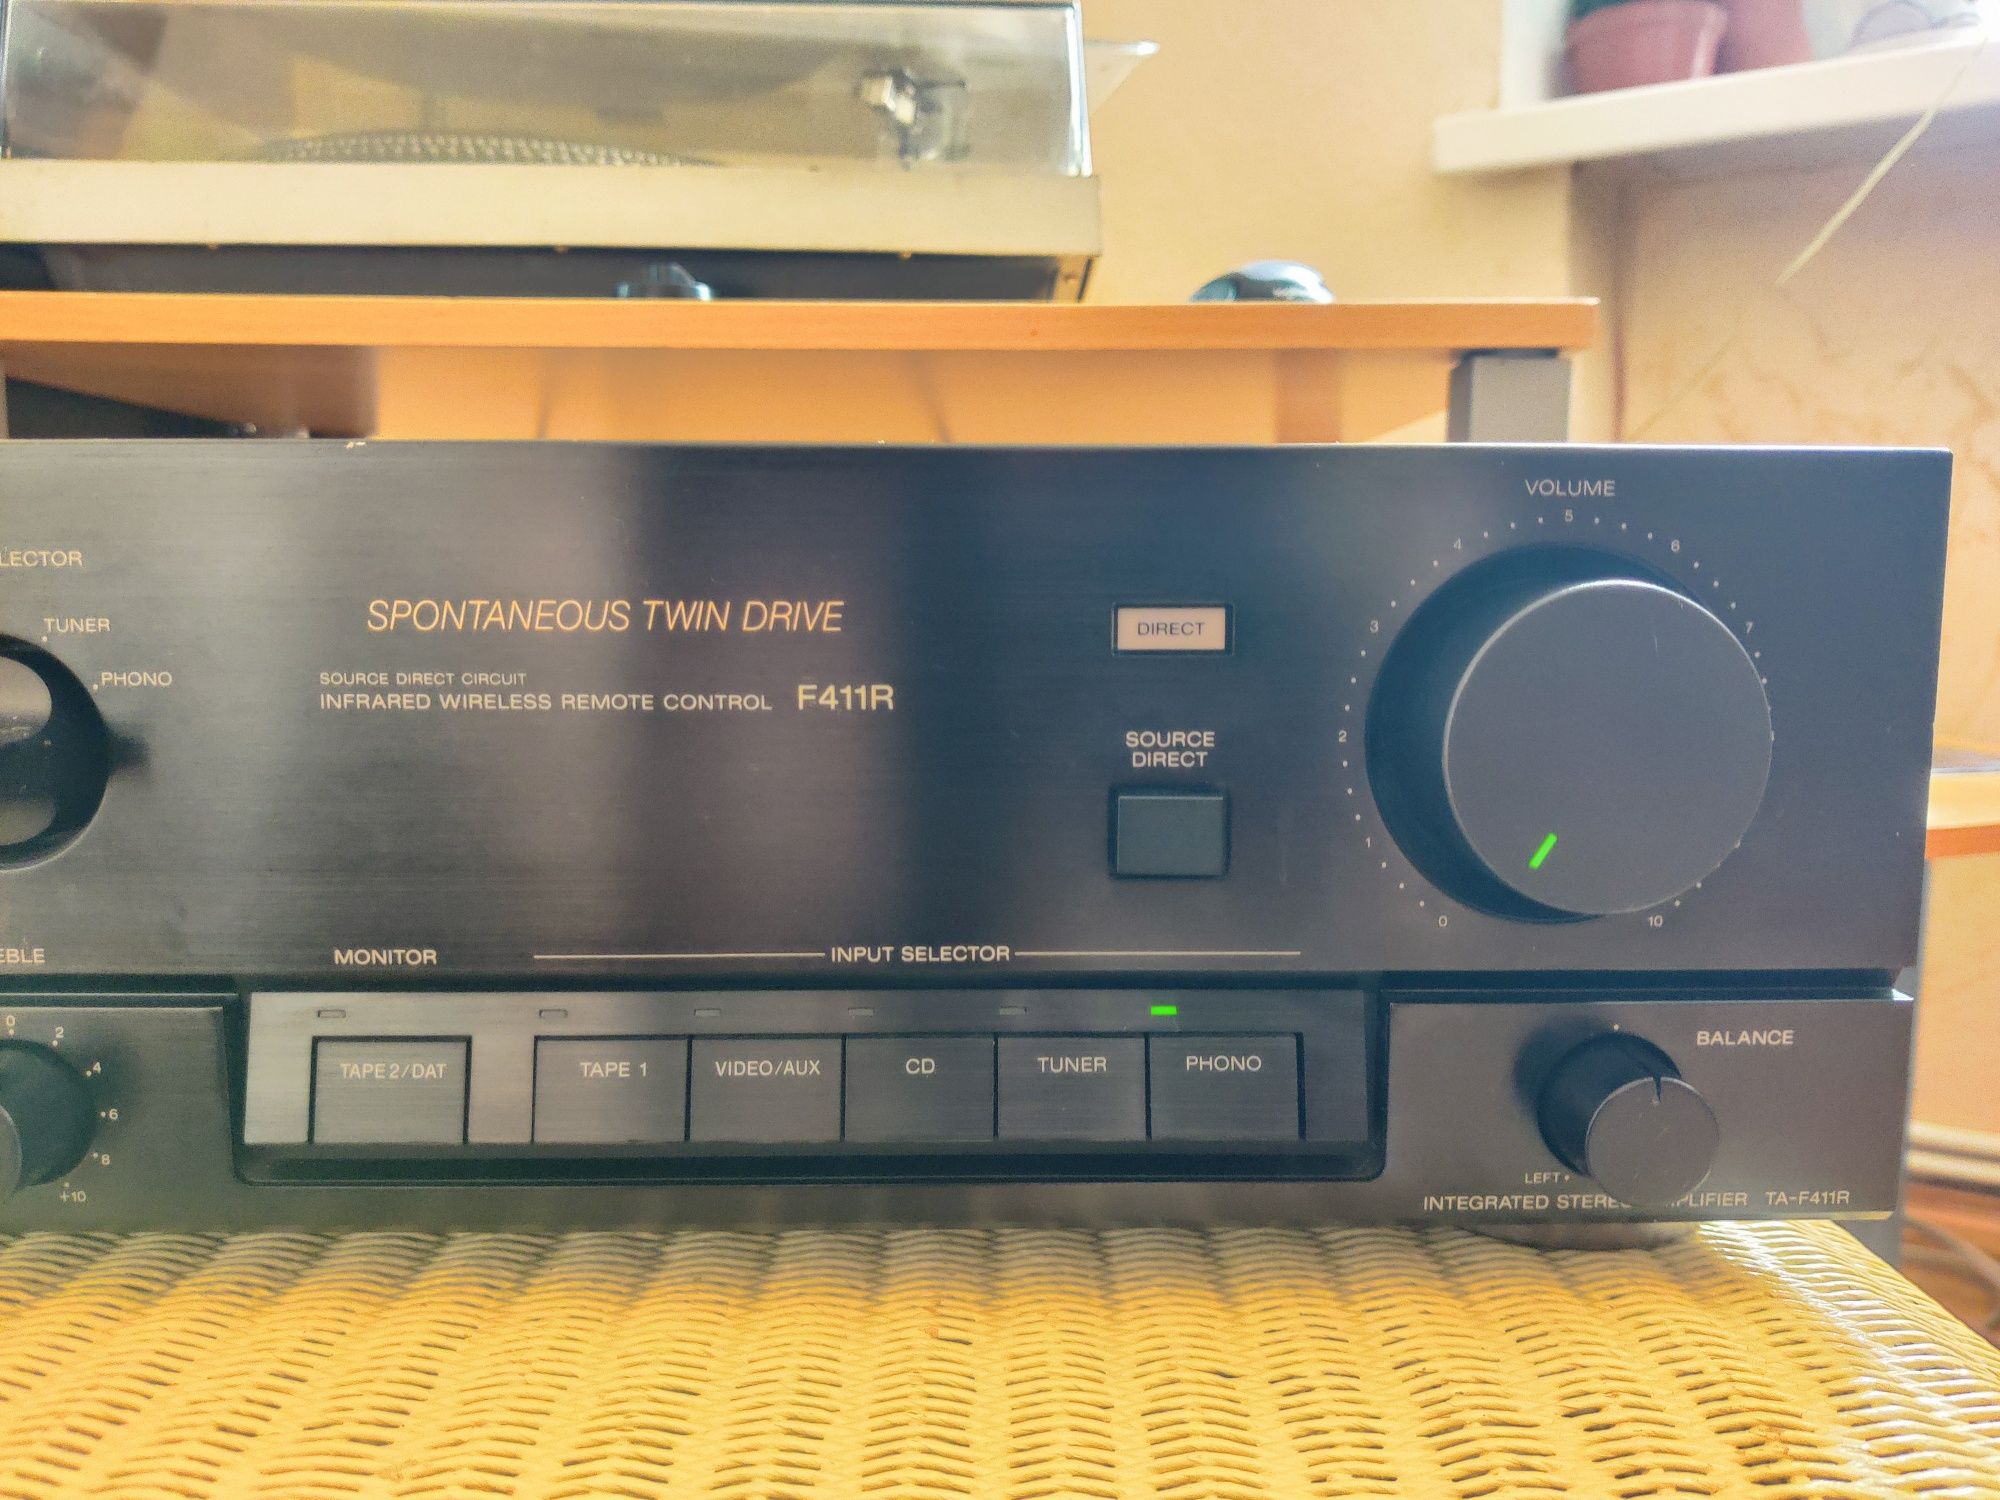 LECTOR
TUNER
PHONO
SPONTANEOUS TWIN DRIVE
SOURCE DIRECT CIRCUIT
INFRARED WIRELESS REMOTE CONTROL F411R
DIRECT
SOURCE
DIRECT
VOLUME
0 1 2 3 4 5 6 7 10
EBLE
0 2 4 6 8 +10
MONITOR
INPUT SELECTOR
TAPE 2/DAT TAPE 1 VIDEO/AUX CD TUNER PHONO
BALANCE
LEFT
INTEGRATED STEREO AMPLIFIER TA-F411R